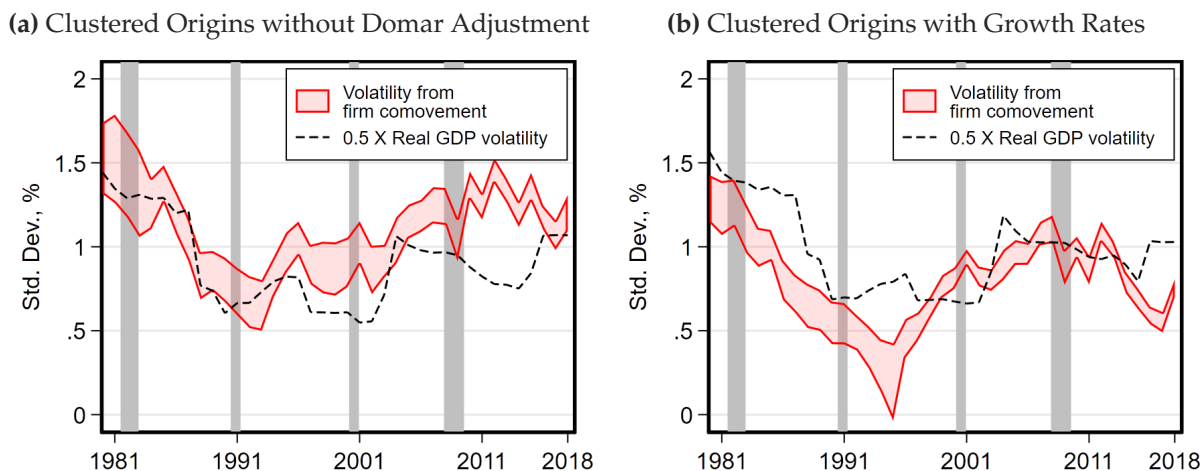 (a) Clustered Origins without Domar Adjustment
Std. Dev., %
2
1.5
1
.5
0
Volatility from
firm comovement
0.5 X Real GDP volatility
1981 1991 2001 2011 2018
(b) Clustered Origins with Growth Rates
Std. Dev., %
2
1.5
1
.5
0
Volatility from
firm comovement
0.5 X Real GDP volatility
1981 1991 2001 2011 2018